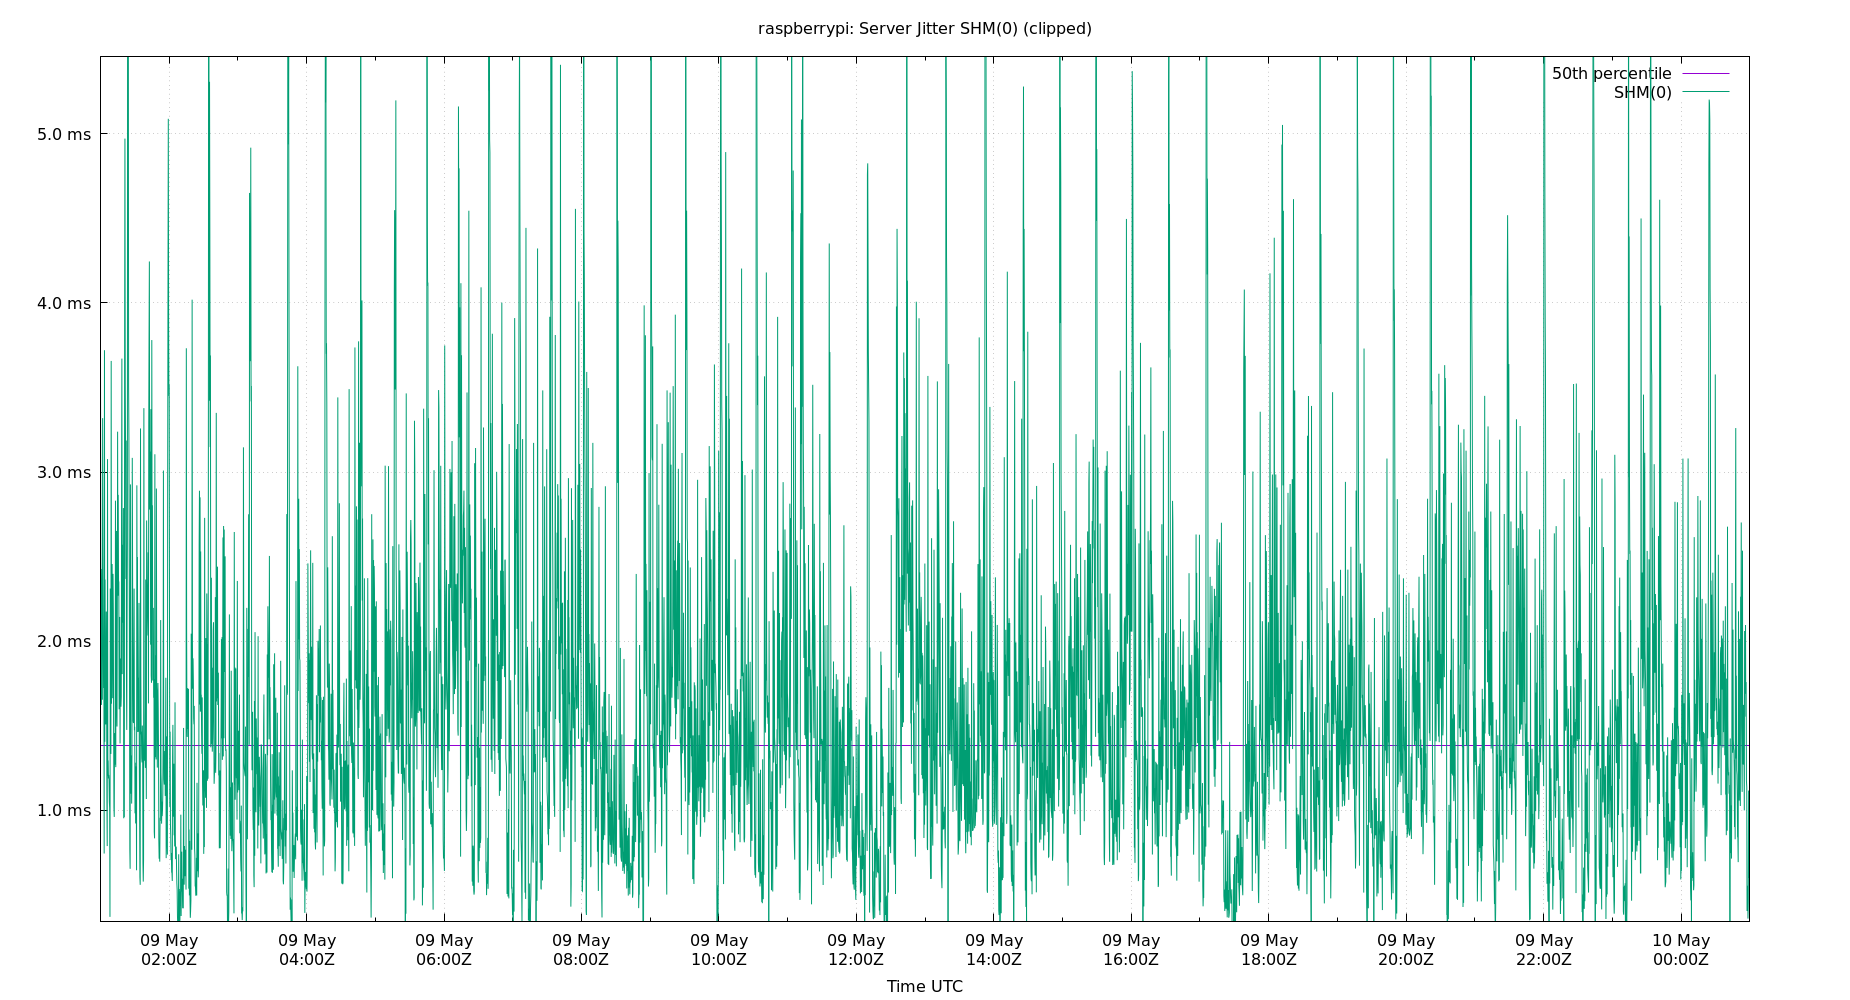 raspberrypi: Server Jitter SHM(0) (clipped)
50th percentile
SHM(0)
5.0 ms
4.0 ms
3.0 ms
2.0 ms
1.0 ms
09 May 09 May 09 May 09 May 09 May 09 May 09 May 09 May 09 May 09 May 09 May 10 May
02:00Z 04:00Z 06:00Z 08:00Z 10:00Z 12:00Z 14:00Z 16:00Z 18:00Z 20:00Z 22:00Z 00:00Z
Time UTC